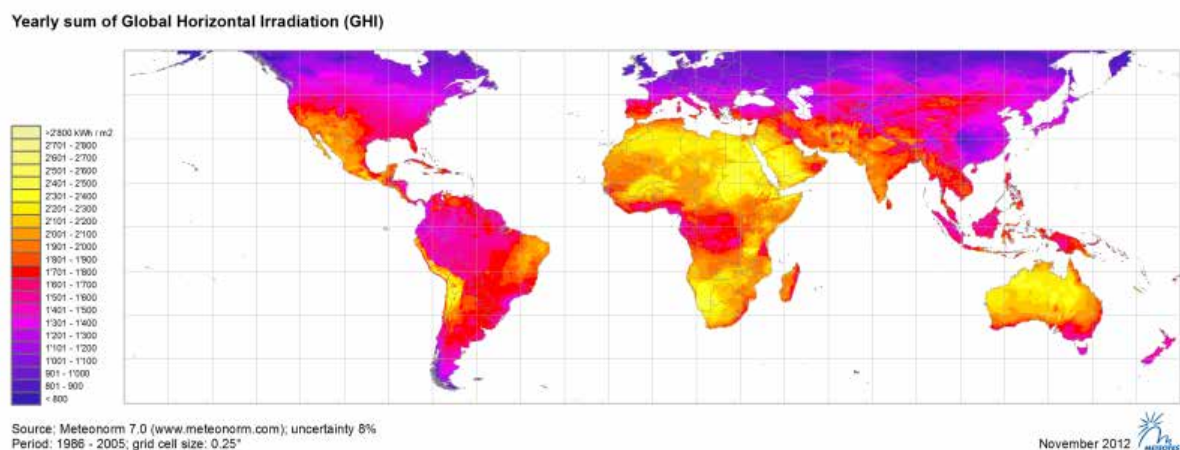 Yearly sum of Global Horizontal Irradiation (GHI)
>2'800 kWh / m2
2'701 - 2'800
2'601 - 2'700
2'501 - 2'600
2'401 - 2'500
2'301 - 2'400
2'201 - 2'300
2'101 - 2'200
2'001 - 2'100
1'901 - 2'000
1'801 - 1'900
1'701 - 1'800
1'601 - 1'700
1'501 - 1'600
1'401 - 1'500
1'301 - 1'400
1'201 - 1'300
1'101 - 1'200
1'001 - 1'100
901 - 1'000
801 - 900
< 800
Source: Meteonorm 7.0 (www.meteonorm.com); uncertainty 8%
Period: 1986 - 2005; grid cell size: 0.25°
November 2012
METEOTEST